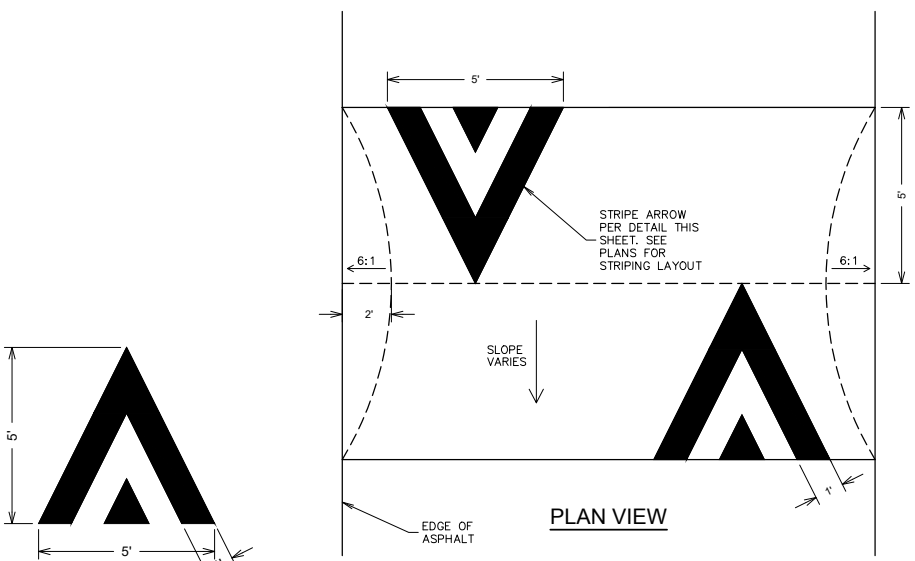 5'
5'
STRIPE ARROW
PER DETAIL THIS
SHEET. SEE
PLANS FOR
STRIPING LAYOUT
6:1
6:1
2'
SLOPE
VARIES
5'
1'
PLAN VIEW
EDGE OF
ASPHALT
5'